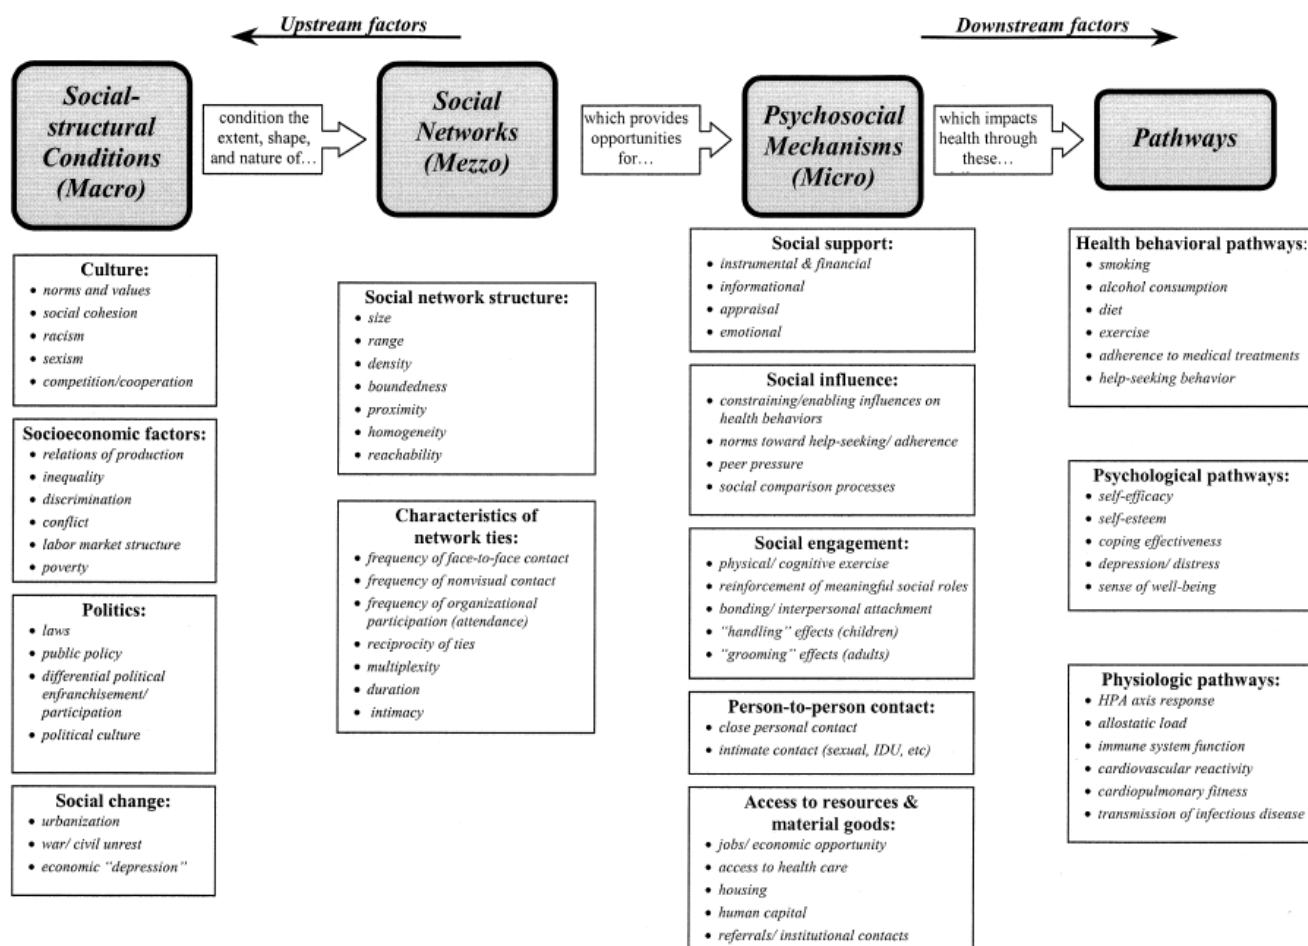 Upstream factors
Downstream factors
Social-
structural
Conditions
(Macro)
condition the
extent, shape,
and nature of…
Social
Networks
(Mezzo)
which provides
opportunities
for…
Psychosocial
Mechanisms
(Micro)
which impacts
health through
these…
Pathways
Culture:
• norms and values
• social cohesion
• racism
• sexism
• competition/cooperation
Socioeconomic factors:
• relations of production
• inequality
• discrimination
• conflict
• labor market structure
• poverty
Politics:
• laws
• public policy
• differential political
enfranchisement/
participation
• political culture
Social change:
• urbanization
• war/ civil unrest
• economic “depression”
Social network structure:
• size
• range
• density
• boundedness
• proximity
• homogeneity
• reachability
Characteristics of
network ties:
• frequency of face-to-face contact
• frequency of nonvisual contact
• frequency of organizational
participation (attendance)
• reciprocity of ties
• multiplexity
• duration
• intimacy
Social support:
• instrumental & financial
• informational
• appraisal
• emotional
Social influence:
• constraining/enabling influences on
health behaviors
• norms toward help-seeking/ adherence
• peer pressure
• social comparison processes
Social engagement:
• physical/ cognitive exercise
• reinforcement of meaningful social roles
• bonding/ interpersonal attachment
• “handling” effects (children)
• “grooming” effects (adults)
Person-to-person contact:
• close personal contact
• intimate contact (sexual, IDU, etc)
Access to resources &
material goods:
• jobs/ economic opportunity
• access to health care
• housing
• human capital
• referrals/ institutional contacts
Health behavioral pathways:
• smoking
• alcohol consumption
• diet
• exercise
• adherence to medical treatments
• help-seeking behavior
Psychological pathways:
• self-efficacy
• self-esteem
• coping effectiveness
• depression/ distress
• sense of well-being
Physiologic pathways:
• HPA axis response
• allostatic load
• immune system function
• cardiovascular reactivity
• cardiopulmonary fitness
• transmission of infectious disease